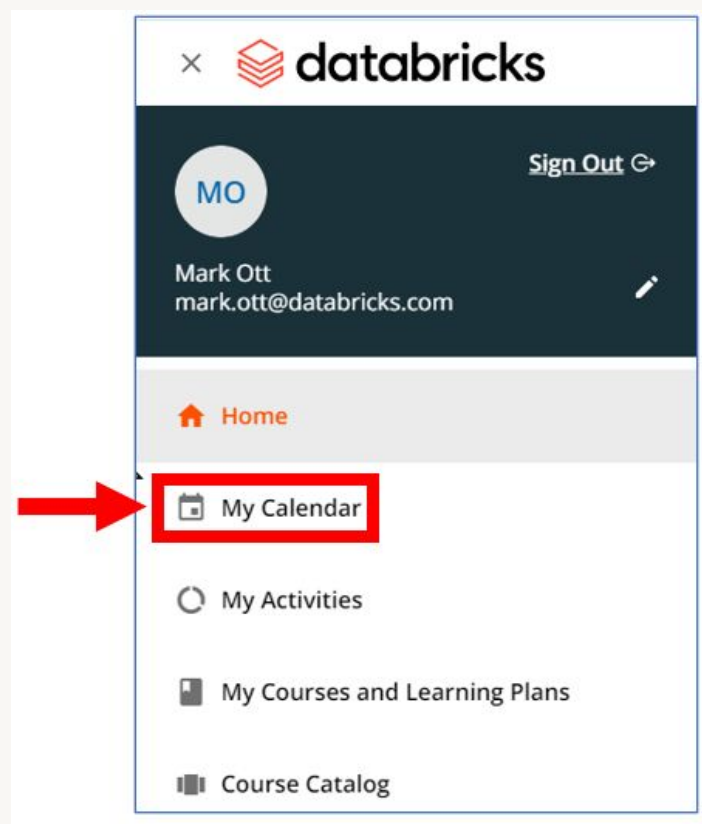 databricks
Sign Out
MO
Mark Ott
mark.ott@databricks.com
Home
My Calendar
My Activities
My Courses and Learning Plans
Course Catalog